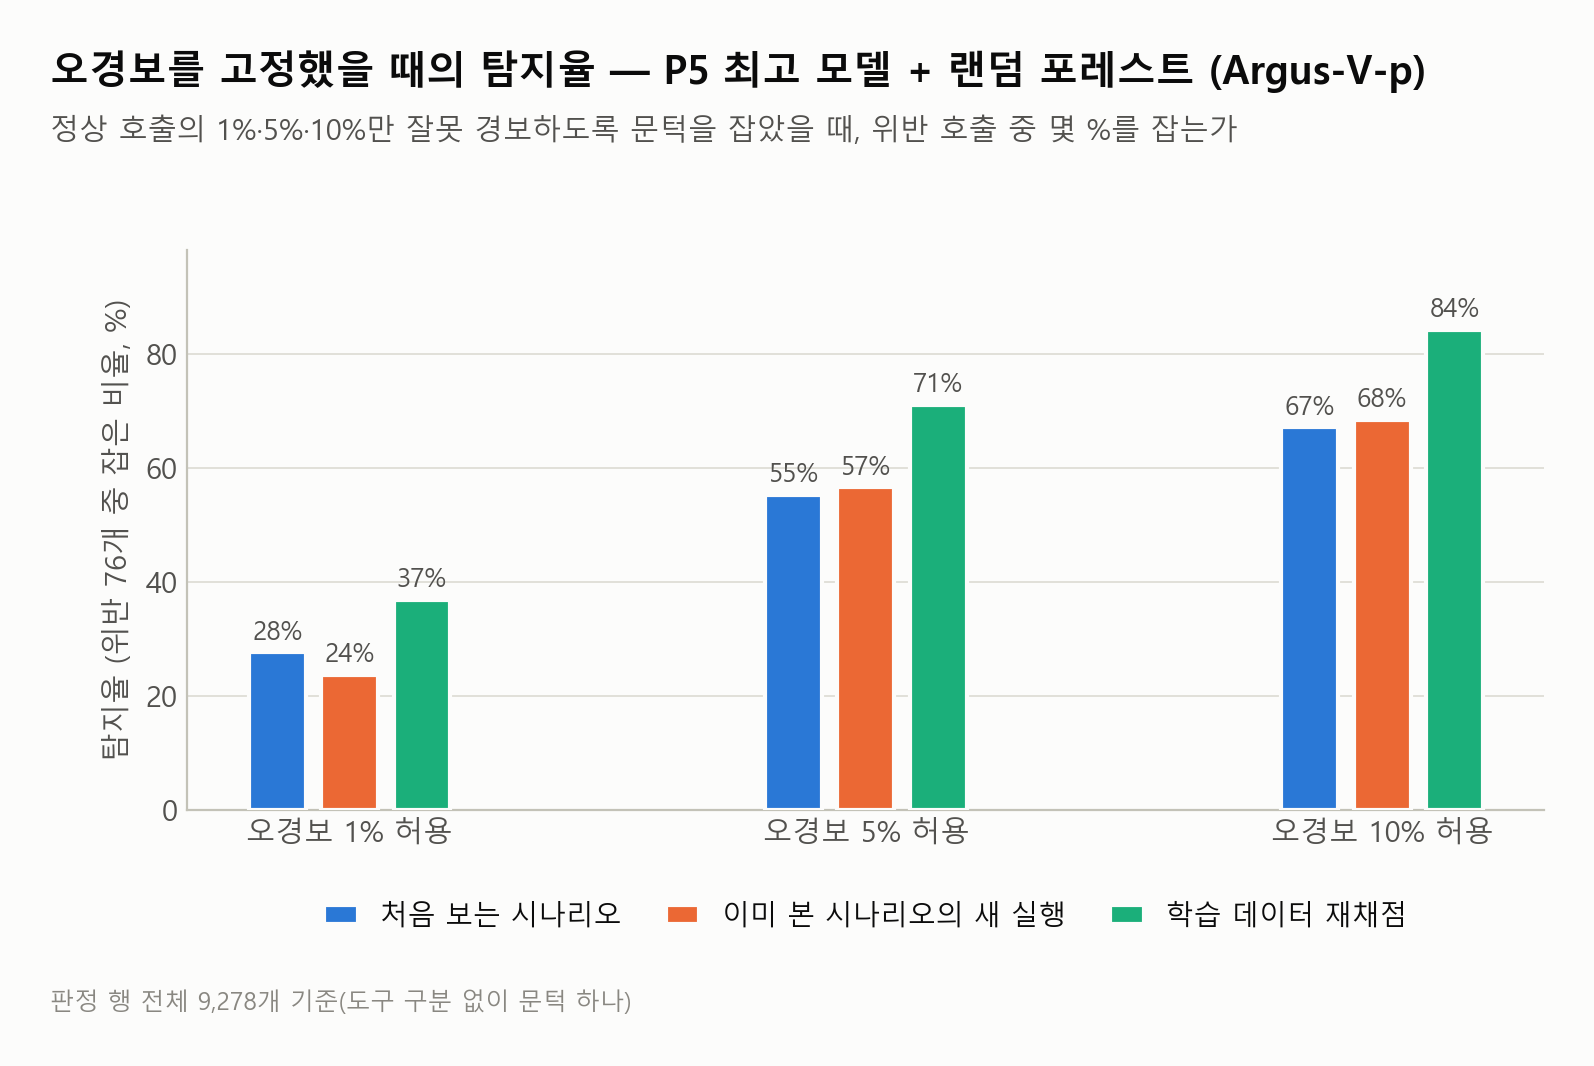 오경보를 고정했을 때의 탐지율 — P5 최고 모델 + 랜덤 포레스트 (Argus-V-p)
정상 호출의 1%·5%·10%만 잘못 경보하도록 문턱을 잡았을 때, 위반 호출 중 몇 %를 잡는가
탐지율 (위반 76개 중 잡은 비율, %)
80
60
40
20
0
28%
24%
37%
55%
57%
71%
67%
68%
84%
오경보 1% 허용
오경보 5% 허용
오경보 10% 허용
처음 보는 시나리오
이미 본 시나리오의 새 실행
학습 데이터 재채점
판정 행 전체 9,278개 기준(도구 구분 없이 문턱 하나)